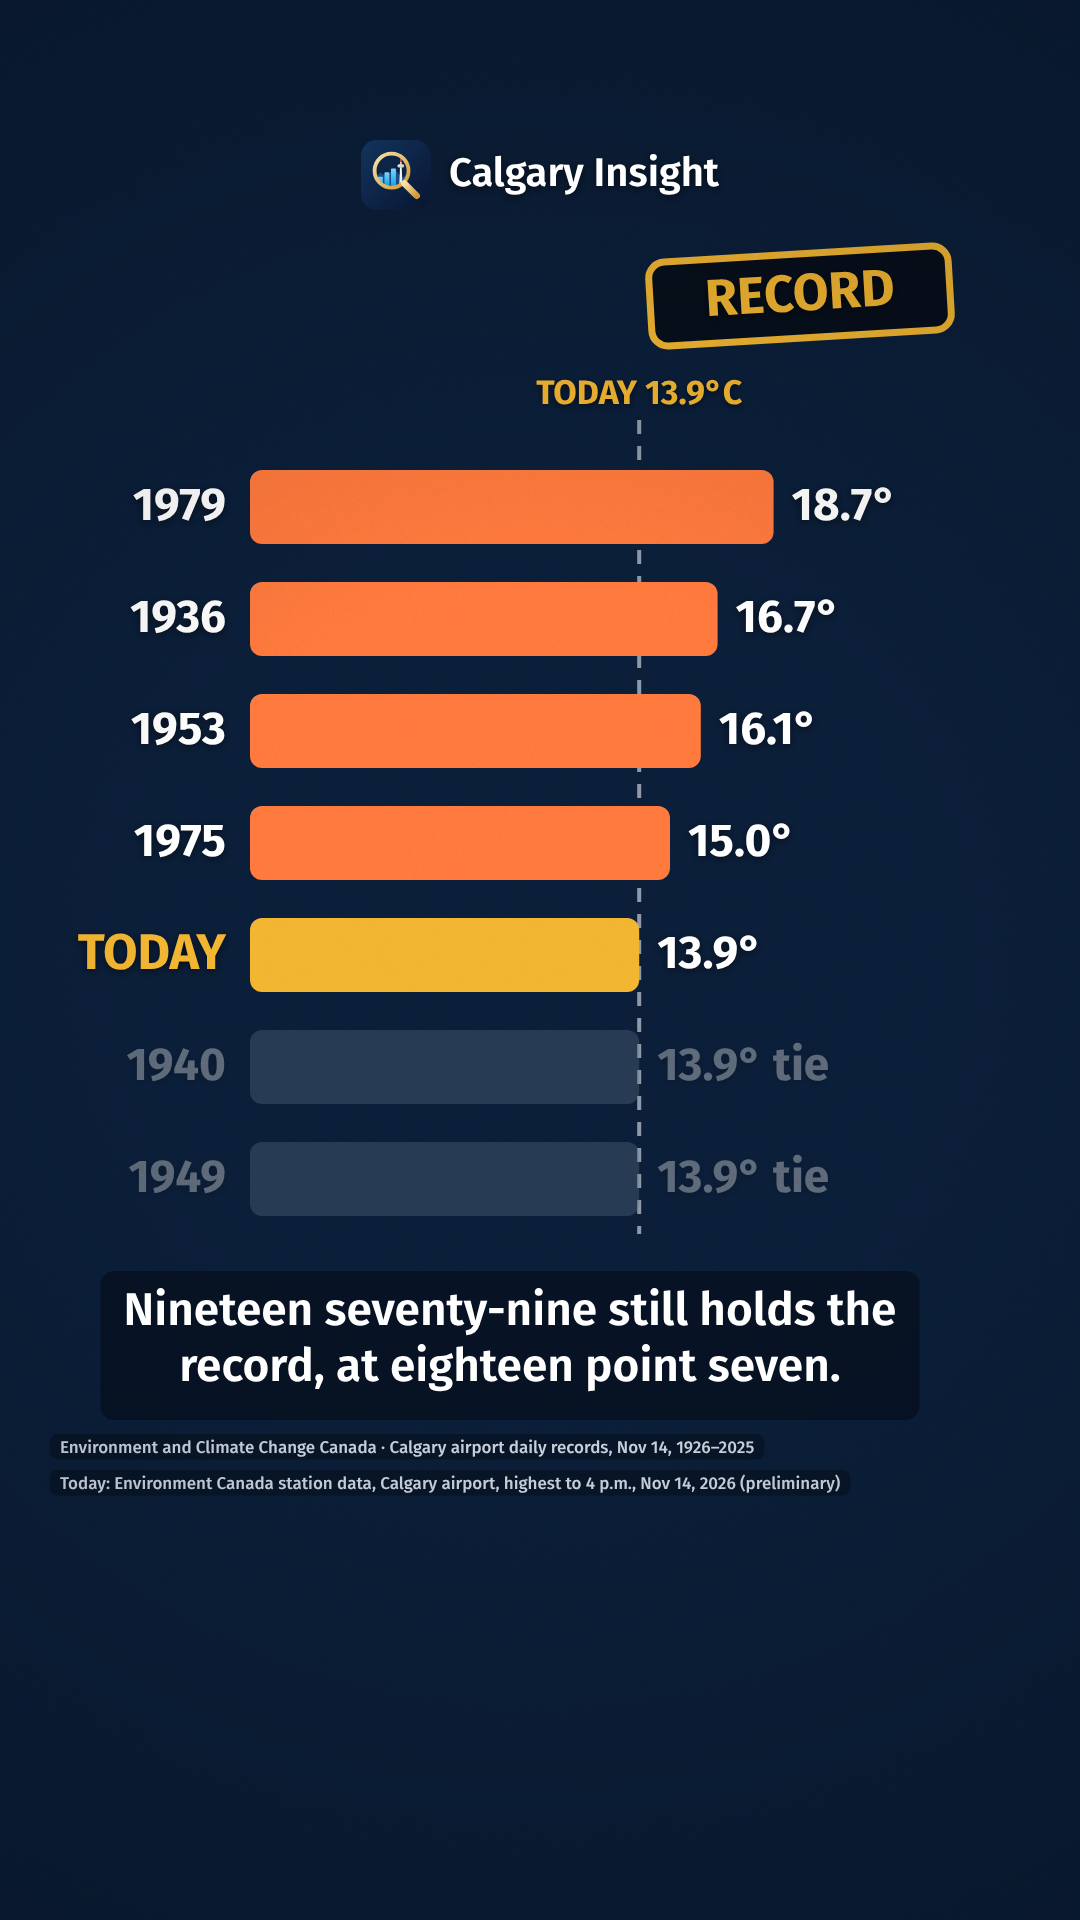 Calgary Insight
RECORD
TODAY 13.9°C
1979 18.7°
1936 16.7°
1953 16.1°
1975 15.0°
TODAY 13.9°
1940 13.9° tie
1949 13.9° tie
Nineteen seventy-nine still holds the
record, at eighteen point seven.
Environment and Climate Change Canada · Calgary airport daily records, Nov 14, 1926–2025
Today: Environment Canada station data, Calgary airport, highest to 4 p.m., Nov 14, 2026 (preliminary)